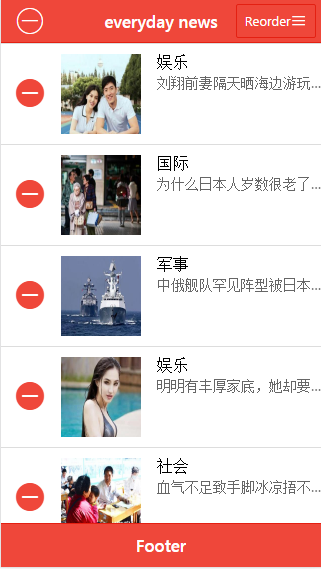 everyday news
Reorder
娱乐
刘翔前妻隔天晒海边游玩...
国际
为什么日本人岁数很老了...
军事
中俄舰队罕见阵型被日本...
娱乐
明明有丰厚家底，她却要...
社会
血气不足致手脚冰凉捂不...
Footer